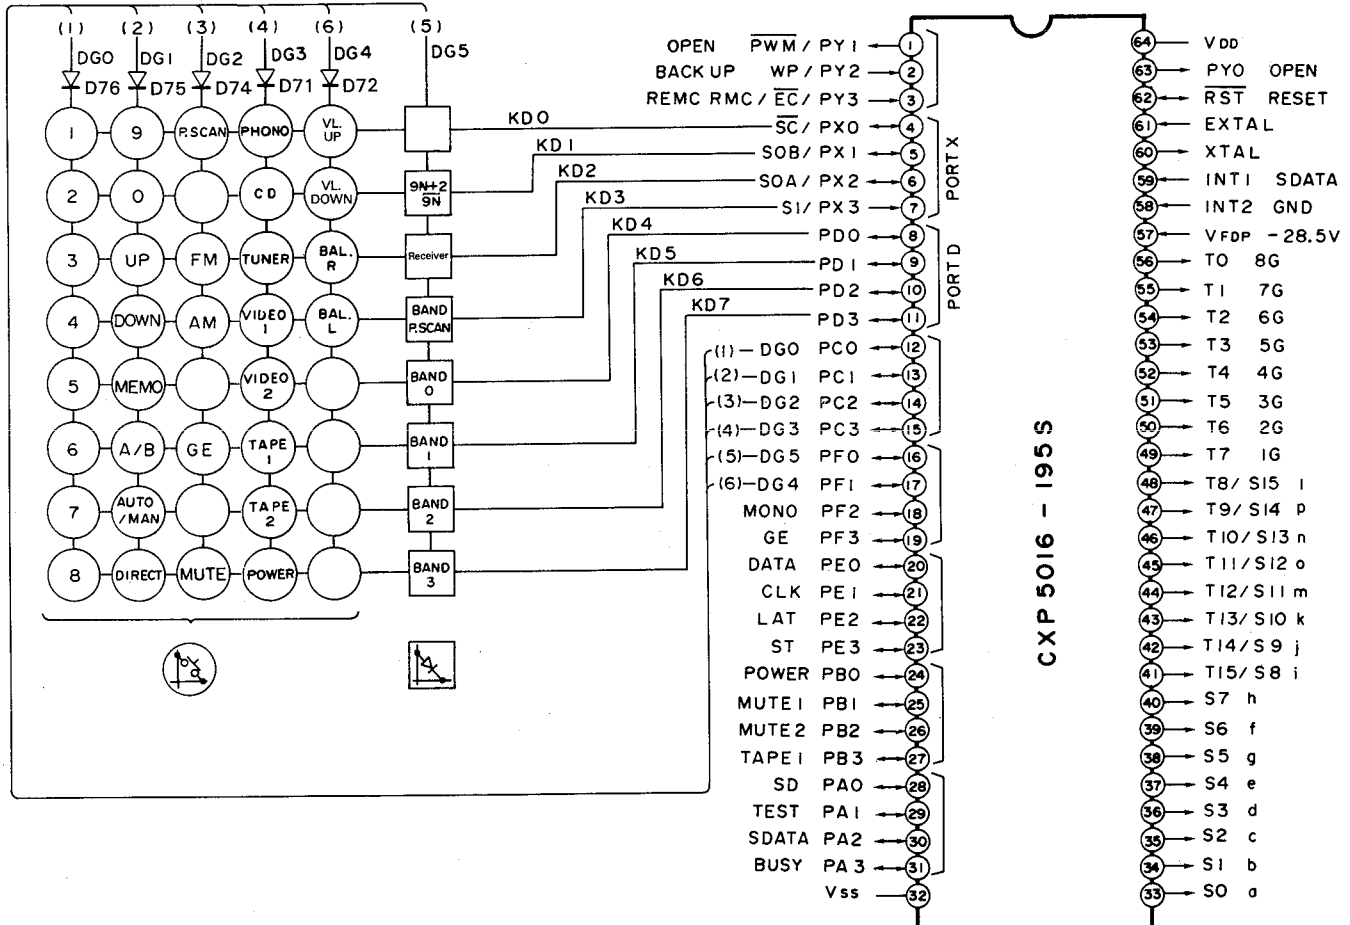 (1) (2) (3) (4) (6) (5)
DG0 DG1 DG2 DG3 DG4 DG5
D76 D75 D74 D71 D72
1 9 P.SCAN PHONO VL. UP
2 0 CD VL. DOWN 9N+2 9N
3 UP FM TUNER BAL. R Receiver
4 DOWN AM VIDEO 1 BAL. L BAND P.SCAN
5 MEMO VIDEO 2 BAND 0
6 A/B GE TAPE 1 BAND 1
7 AUTO /MAN TAPE 2 BAND 2
8 DIRECT MUTE POWER BAND 3
KD0
KD1
KD2
KD3
KD4
KD5
KD6
KD7
OPEN PWM/PY1 1
BACK UP WP/PY2 2
REMC RMC/EC/PY3 3
SC/PX0 4
SOB/PX1 5
SOA/PX2 6
SI/PX3 7
PD0 8
PD1 9
PD2 10
PD3 11
(1)-DG0 PC0 12
(2)-DG1 PC1 13
(3)-DG2 PC2 14
(4)-DG3 PC3 15
(5)-DG5 PF0 16
(6)-DG4 PF1 17
MONO PF2 18
GE PF3 19
DATA PE0 20
CLK PE1 21
LAT PE2 22
ST PE3 23
POWER PB0 24
MUTE1 PB1 25
MUTE2 PB2 26
TAPE1 PB3 27
SD PA0 28
TEST PA1 29
SDATA PA2 30
BUSY PA3 31
Vss 32
PORT X
PORT D
CXP5016-195S
64 VDD
63 PY0 OPEN
62 RST RESET
61 EXTAL
60 XTAL
59 INT1 SDATA
58 INT2 GND
57 VFDP -28.5V
56 T0 8G
55 T1 7G
54 T2 6G
53 T3 5G
52 T4 4G
51 T5 3G
50 T6 2G
49 T7 1G
48 T8/S15 l
47 T9/S14 p
46 T10/S13 n
45 T11/S12 o
44 T12/S11 m
43 T13/S10 k
42 T14/S9 j
41 T15/S8 i
40 S7 h
39 S6 f
38 S5 g
37 S4 e
36 S3 d
35 S2 c
34 S1 b
33 S0 a